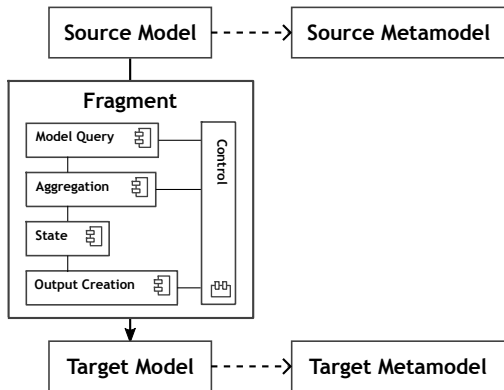 Source Model
Source Metamodel
Fragment
Model Query
Control
Aggregation
State
Output Creation
Target Model
Target Metamodel